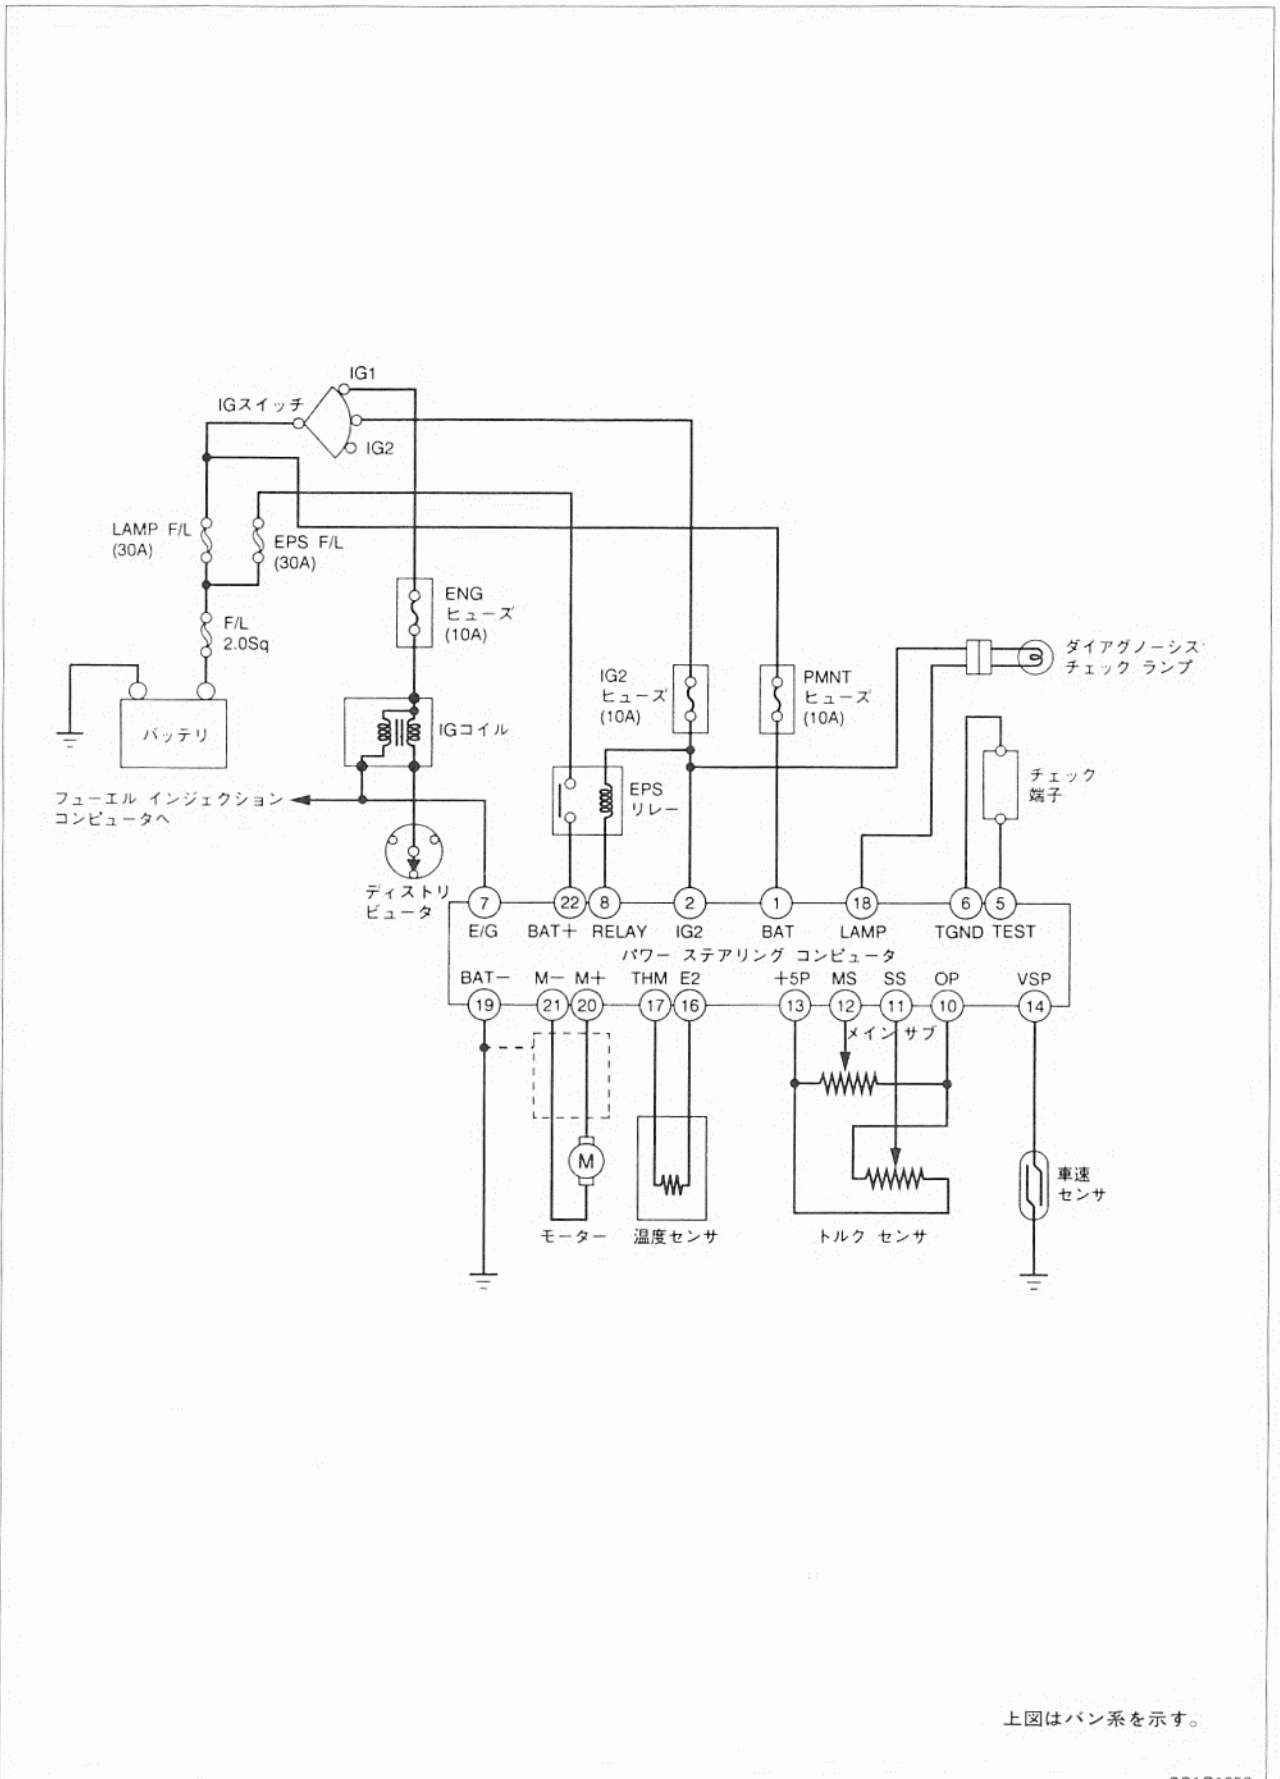 IG1
IGスイッチ
IG2
LAMP F/L
(30A)
EPS F/L
(30A)
F/L
2.0Sq
ENG
ヒューズ
(10A)
IG2
ヒューズ
(10A)
PMNT
ヒューズ
(10A)
ダイアグノーシス
チェック ランプ
バッテリ
IGコイル
EPS
リレー
チェック
端子
フューエル インジェクション
コンピュータへ
ディストリ
ビュータ
7 22 8 2 1 18 6 5
E/G BAT+ RELAY IG2 BAT LAMP TGND TEST
パワー ステアリング コンピュータ
BAT− M− M+ THM E2 +5P MS SS OP VSP
19 21 20 17 16 13 12 11 10 14
メイン サブ
M
車速
センサ
モーター
温度センサ
トルク センサ
上図はバン系を示す。